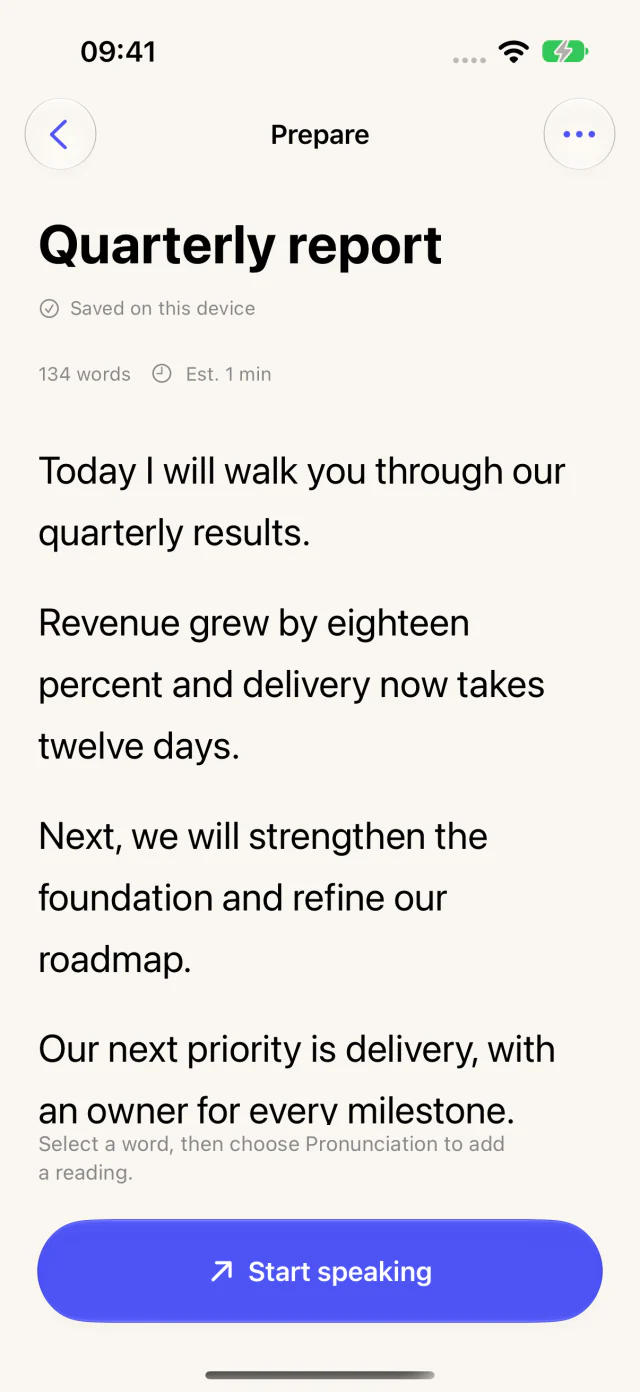 09:41
Prepare
Quarterly report
Saved on this device
134 words Est. 1 min
Today I will walk you through our
quarterly results.
Revenue grew by eighteen
percent and delivery now takes
twelve days.
Next, we will strengthen the
foundation and refine our
roadmap.
Our next priority is delivery, with
an owner for every milestone.
Select a word, then choose Pronunciation to add
a reading.
Start speaking